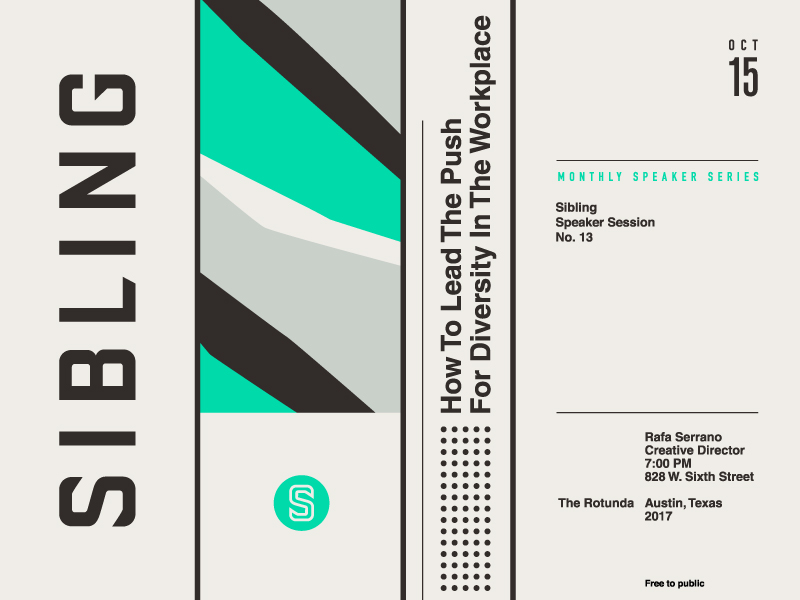 SIBLING
S
How To Lead The Push
For Diversity In The Workplace
OCT
15
MONTHLY SPEAKER SERIES
Sibling
Speaker Session
No. 13
Rafa Serrano
Creative Director
7:00 PM
828 W. Sixth Street
The Rotunda Austin, Texas
2017
Free to public